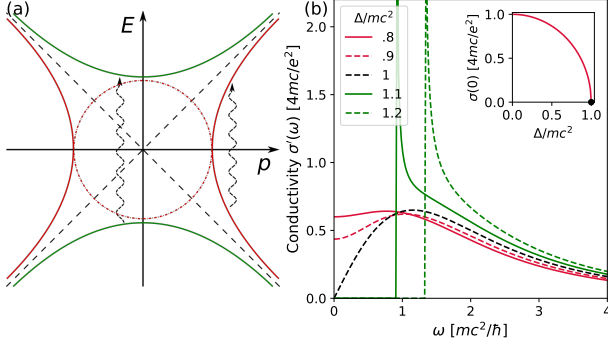 (a)
E
p
(b)
Conductivity σ′(ω) [4mc/e²]
2.0
1.5
1.0
0.5
0.0
Δ/mc²
.8
.9
1
1.1
1.2
σ(0) [4mc/e²]
1.0
0.5
0.0
0.0
0.5
1.0
Δ/mc²
0
1
2
3
4
ω [mc²/ħ]